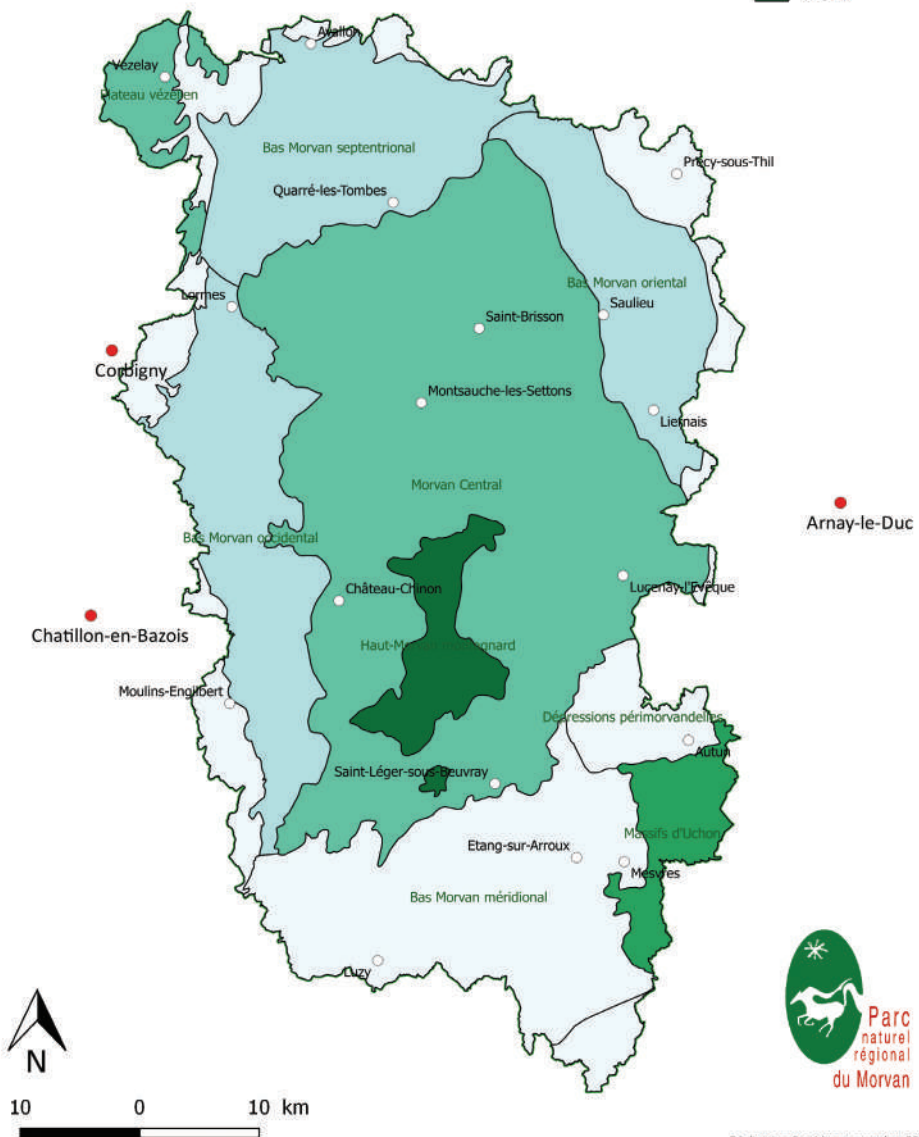 Avallon
Vézelay
Plateau vézelien
Bas Morvan septentrional
Précy-sous-Thil
Quarré-les-Tombes
Bas Morvan oriental
Lormes
Saulieu
Saint-Brisson
Corbigny
Montsauche-les-Settons
Liernais
Morvan Central
Arnay-le-Duc
Bas Morvan occidental
Château-Chinon
Lucenay-l'Evêque
Chatillon-en-Bazois
Haut-Morvan montagnard
Moulins-Engilbert
Dépressions périmorvandelles
Autun
Saint-Léger-sous-Beuvray
Massifs d'Uchon
Etang-sur-Arroux
Mesvres
Bas Morvan méridional
Luzy
N
10 0 10 km
Parc
naturel
régional
du Morvan